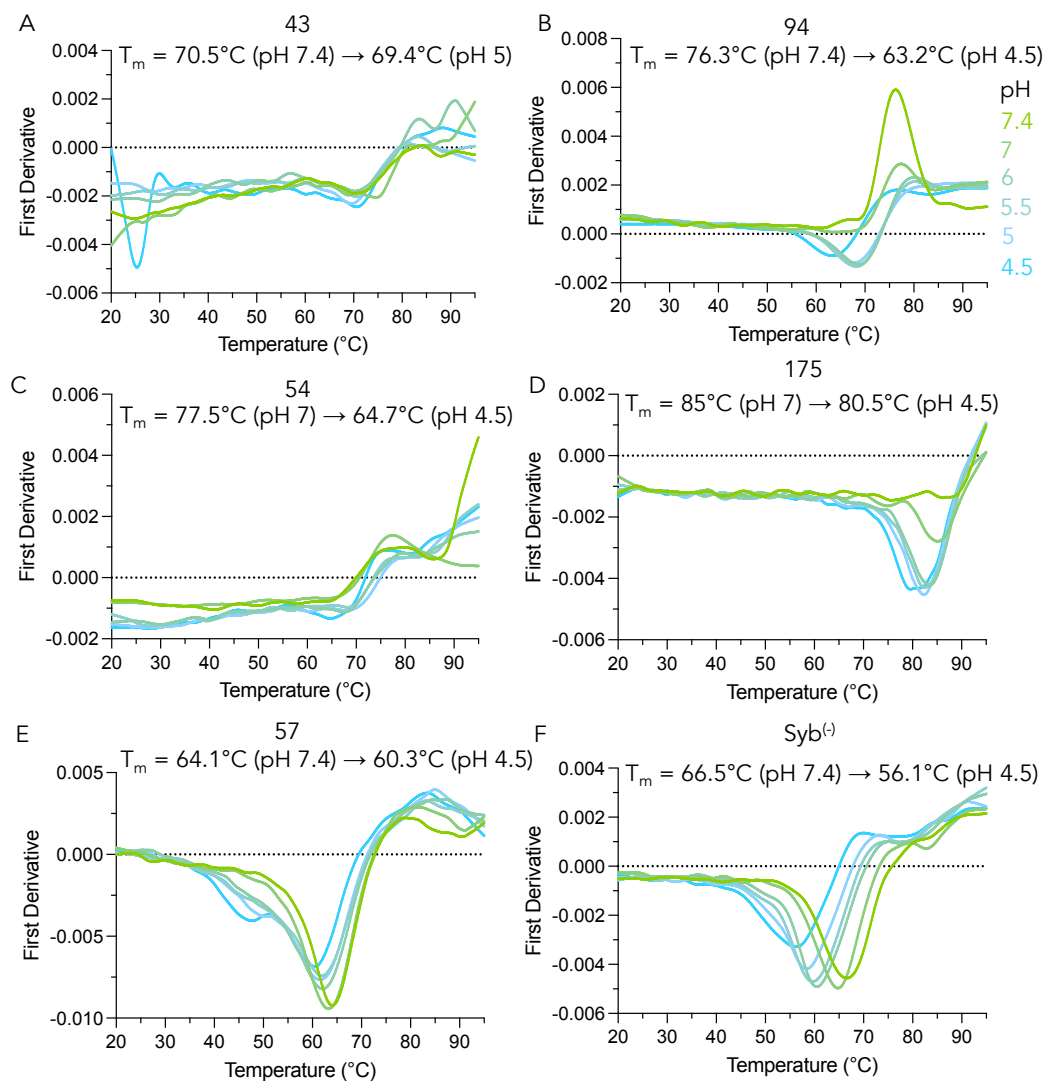 A
43
Tm = 70.5°C (pH 7.4) → 69.4°C (pH 5)
0.004
0.002
0.000
-0.002
-0.004
-0.006
First Derivative
20 30 40 50 60 70 80 90
Temperature (°C)
B
94
Tm = 76.3°C (pH 7.4) → 63.2°C (pH 4.5)
0.008
0.006
0.004
0.002
0.000
-0.002
First Derivative
20 30 40 50 60 70 80 90
Temperature (°C)
pH
7.4
7
6
5.5
5
4.5
C
54
Tm = 77.5°C (pH 7) → 64.7°C (pH 4.5)
0.006
0.004
0.002
0.000
-0.002
First Derivative
20 30 40 50 60 70 80 90
Temperature (°C)
D
175
Tm = 85°C (pH 7) → 80.5°C (pH 4.5)
0.002
0.000
-0.002
-0.004
-0.006
First Derivative
20 30 40 50 60 70 80 90
Temperature (°C)
E
57
Tm = 64.1°C (pH 7.4) → 60.3°C (pH 4.5)
0.005
0.000
-0.005
-0.010
First Derivative
20 30 40 50 60 70 80 90
Temperature (°C)
F
Syb(-)
Tm = 66.5°C (pH 7.4) → 56.1°C (pH 4.5)
0.004
0.002
0.000
-0.002
-0.004
-0.006
First Derivative
20 30 40 50 60 70 80 90
Temperature (°C)